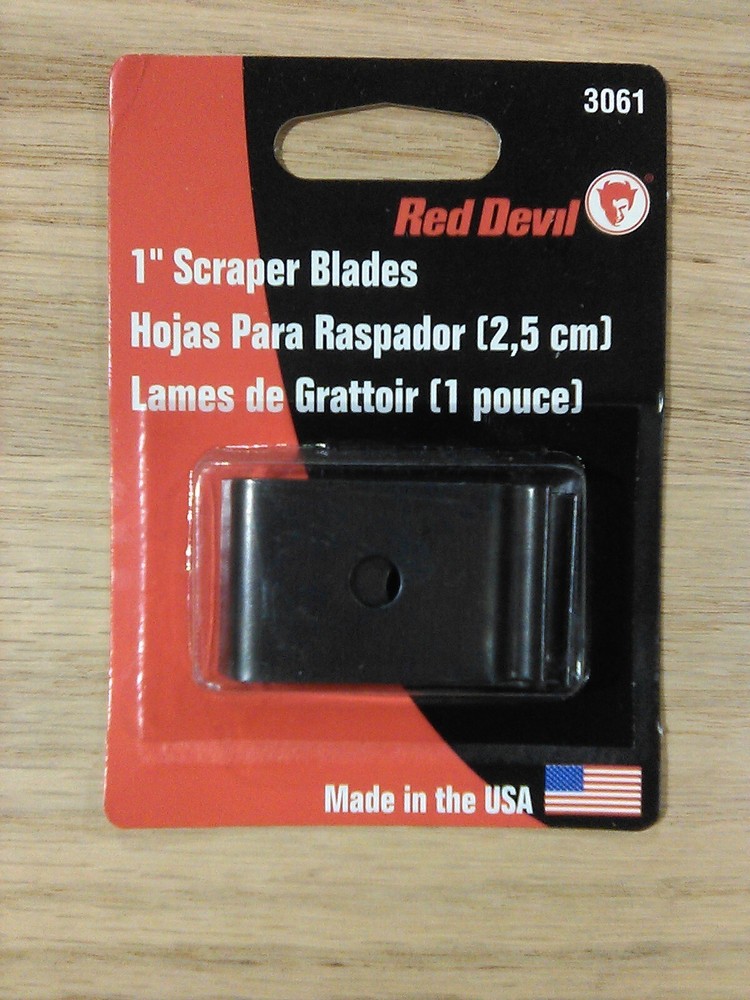 3061
Red Devil
1" Scraper Blades
Hojas Para Raspador (2,5 cm)
Lames de Grattoir (1 pouce)
Made in the USA